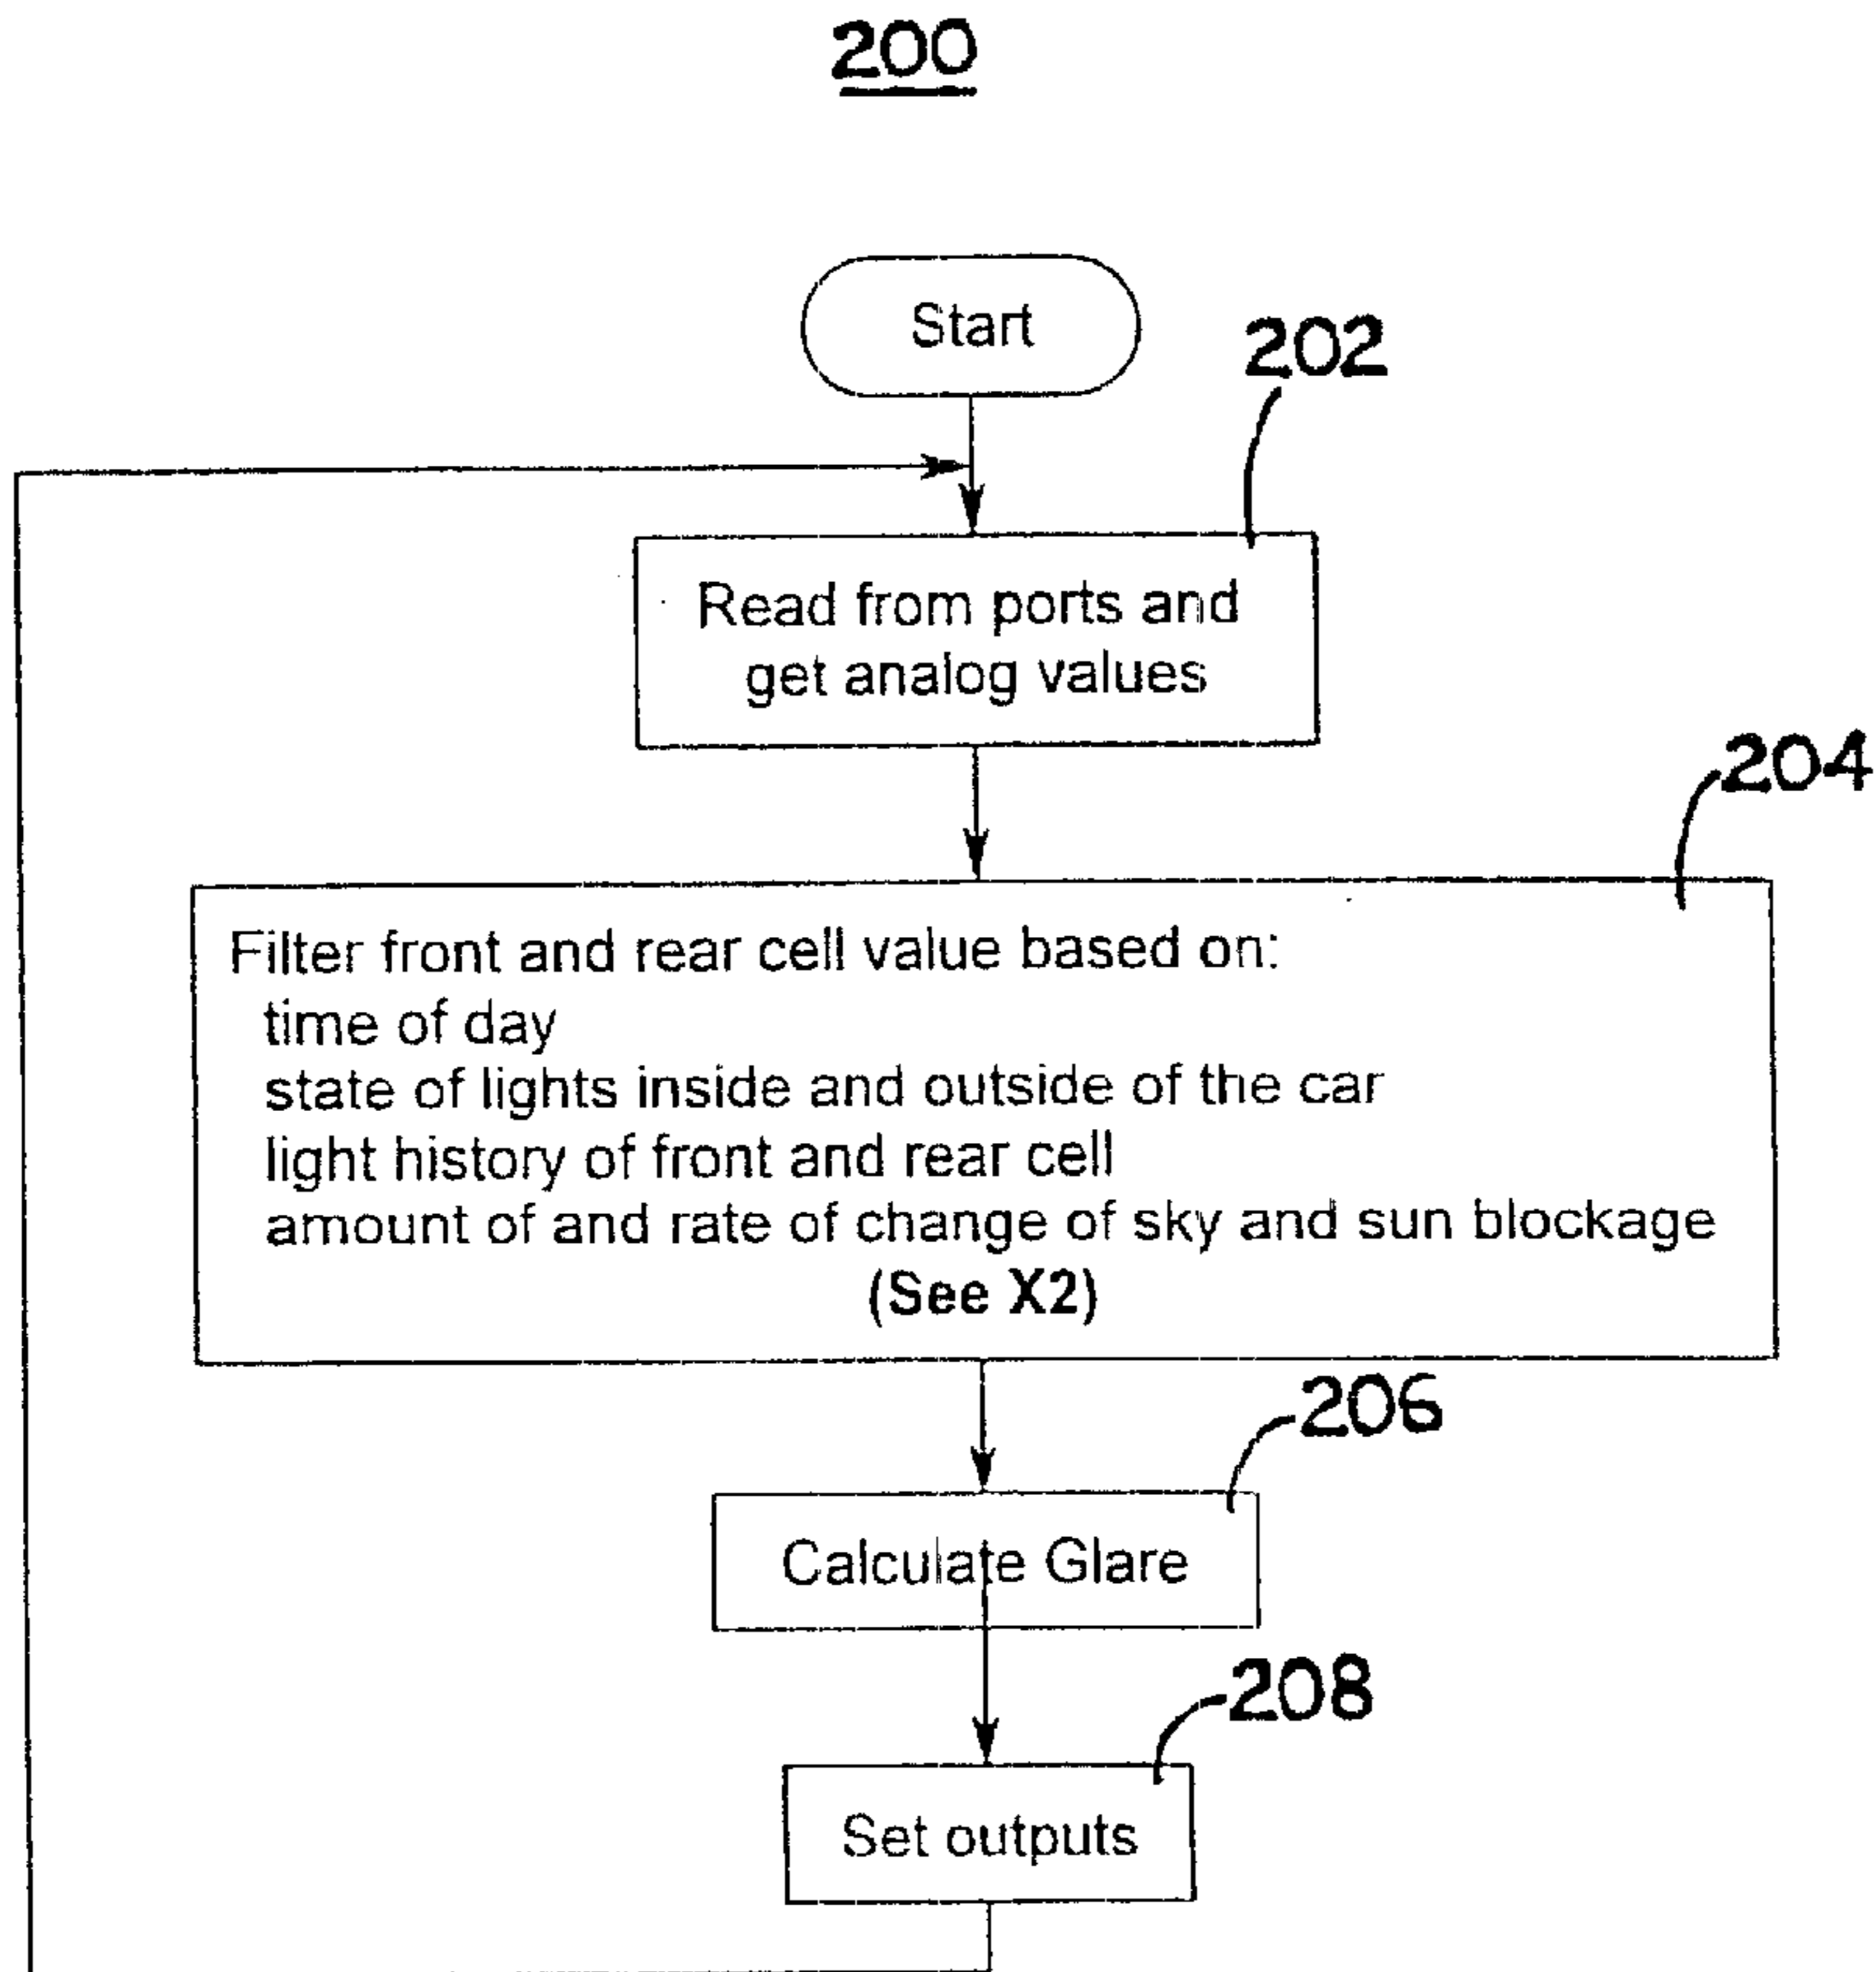 200
Start
202
Read from ports and
get analog values
204
Filter front and rear cell value based on:
time of day
state of lights inside and outside of the car
light history of front and rear cell
amount of and rate of change of sky and sun blockage
(See X2)
206
Calculate Glare
208
Set outputs